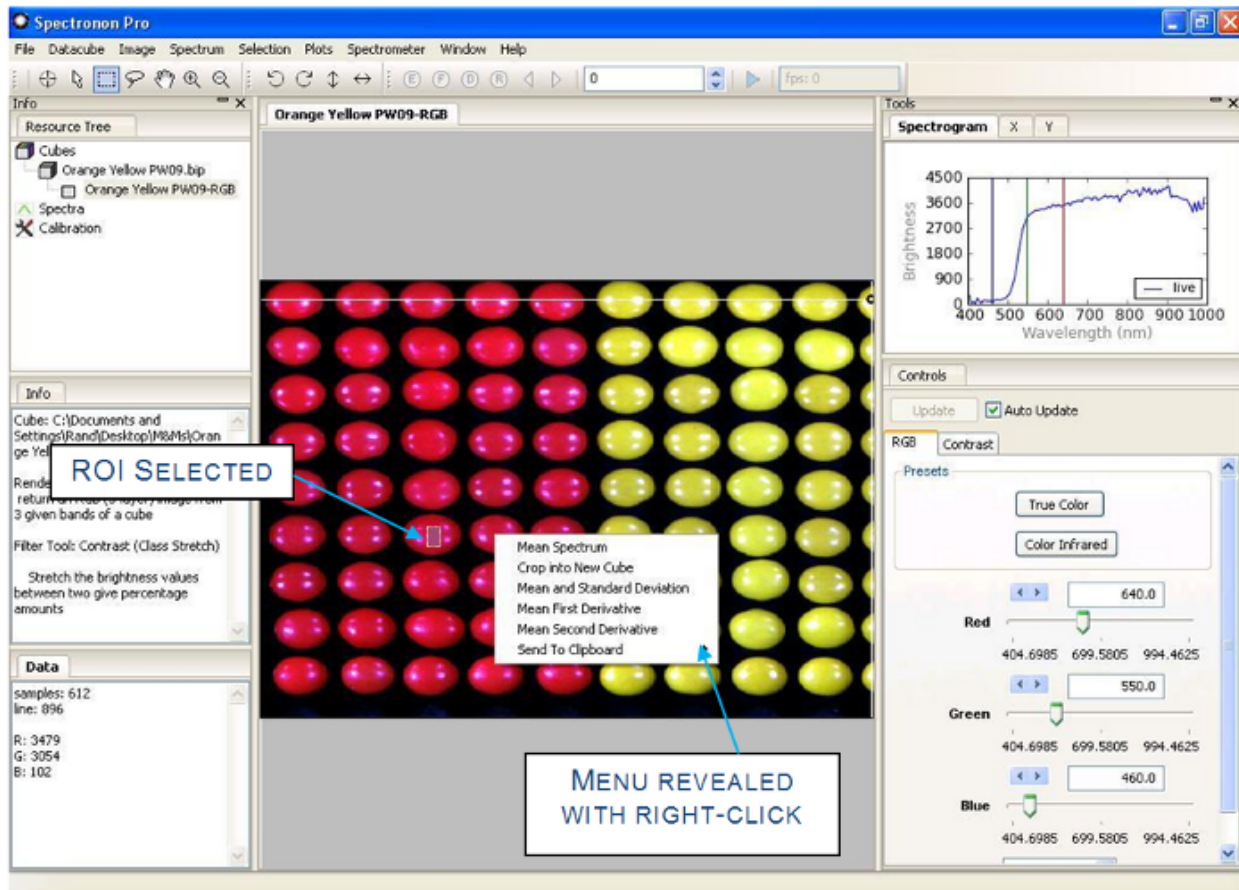 Spectronon Pro
File Datacube Image Spectrum Selection Plots Spectrometer Window Help
E F D R 0 fps: 0
Info
Resource Tree
Cubes
Orange Yellow PW09.bip
Orange Yellow PW09-RGB
Spectra
Calibration
Info
Cube: C:\Documents and
Settings\Rand\Desktop\M&Ms\Oran
ge Yel
Rende
return an RGB (3 layer) image from
3 given bands of a cube
Filter Tool: Contrast (Class Stretch)
Stretch the brightness values
between two give percentage
amounts
Data
samples: 612
line: 896
R: 3479
G: 3054
B: 102
Orange Yellow PW09-RGB
ROI SELECTED
Mean Spectrum
Crop into New Cube
Mean and Standard Deviation
Mean First Derivative
Mean Second Derivative
Send To Clipboard
MENU REVEALED
WITH RIGHT-CLICK
Tools
Spectrogram X Y
Brightness
4500
3600
2700
1800
900
0
live
400 500 600 700 800 900 1000
Wavelength (nm)
Controls
Update Auto Update
RGB Contrast
Presets
True Color
Color Infrared
640.0
Red
404.6985 699.5805 994.4625
550.0
Green
404.6985 699.5805 994.4625
460.0
Blue
404.6985 699.5805 994.4625